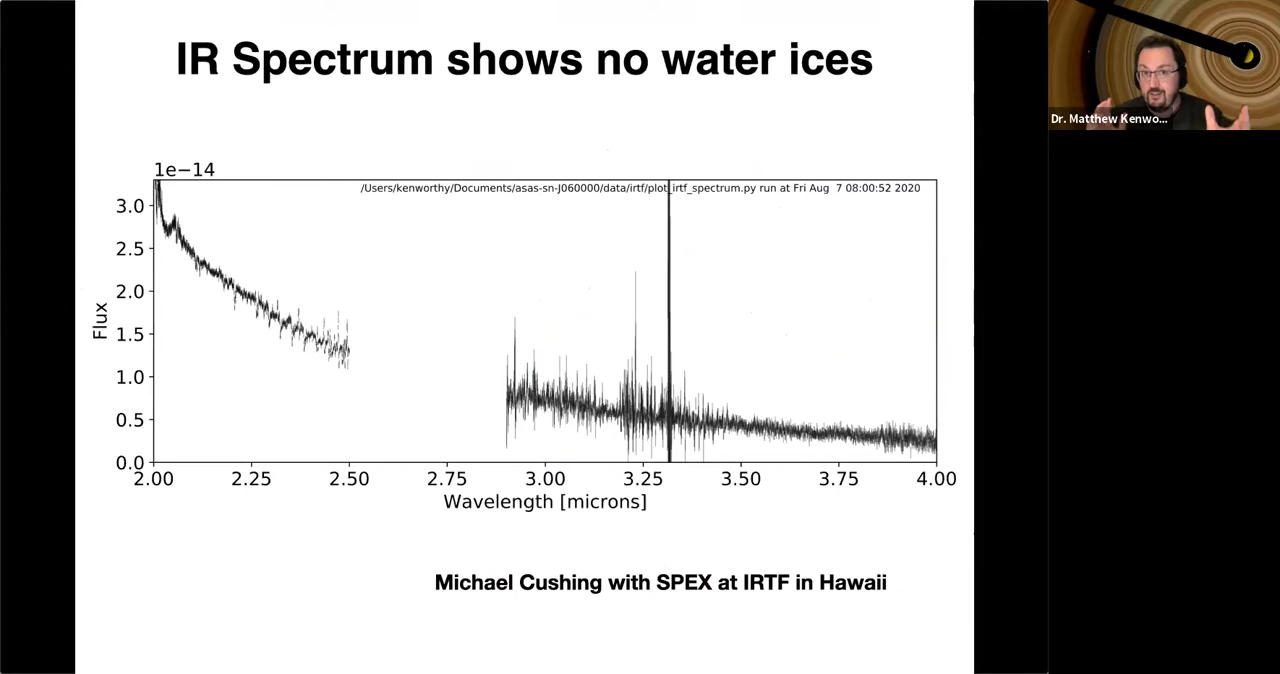 IR Spectrum shows no water ices
Dr. Matthew Kenwo...
1e−14
/Users/kenworthy/Documents/asas-sn-J060000/data/irtf/plot_irtf_spectrum.py run at Fri Aug  7 08:00:52 2020
3.0
2.5
2.0
1.5
1.0
0.5
0.0
Flux
2.00 2.25 2.50 2.75 3.00 3.25 3.50 3.75 4.00
Wavelength [microns]
Michael Cushing with SPEX at IRTF in Hawaii